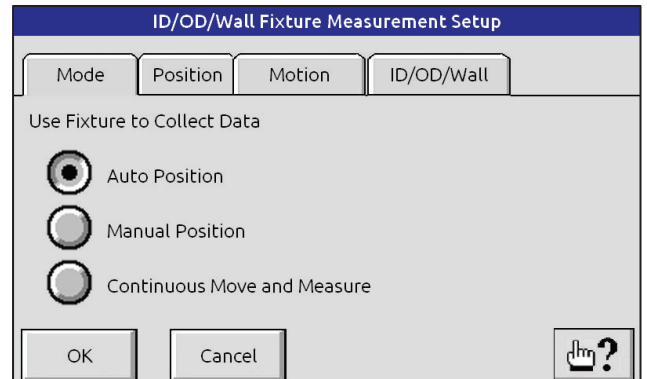 ID/OD/Wall Fixture Measurement Setup
Mode Position Motion ID/OD/Wall
Use Fixture to Collect Data
Auto Position
Manual Position
Continuous Move and Measure
OK Cancel ?